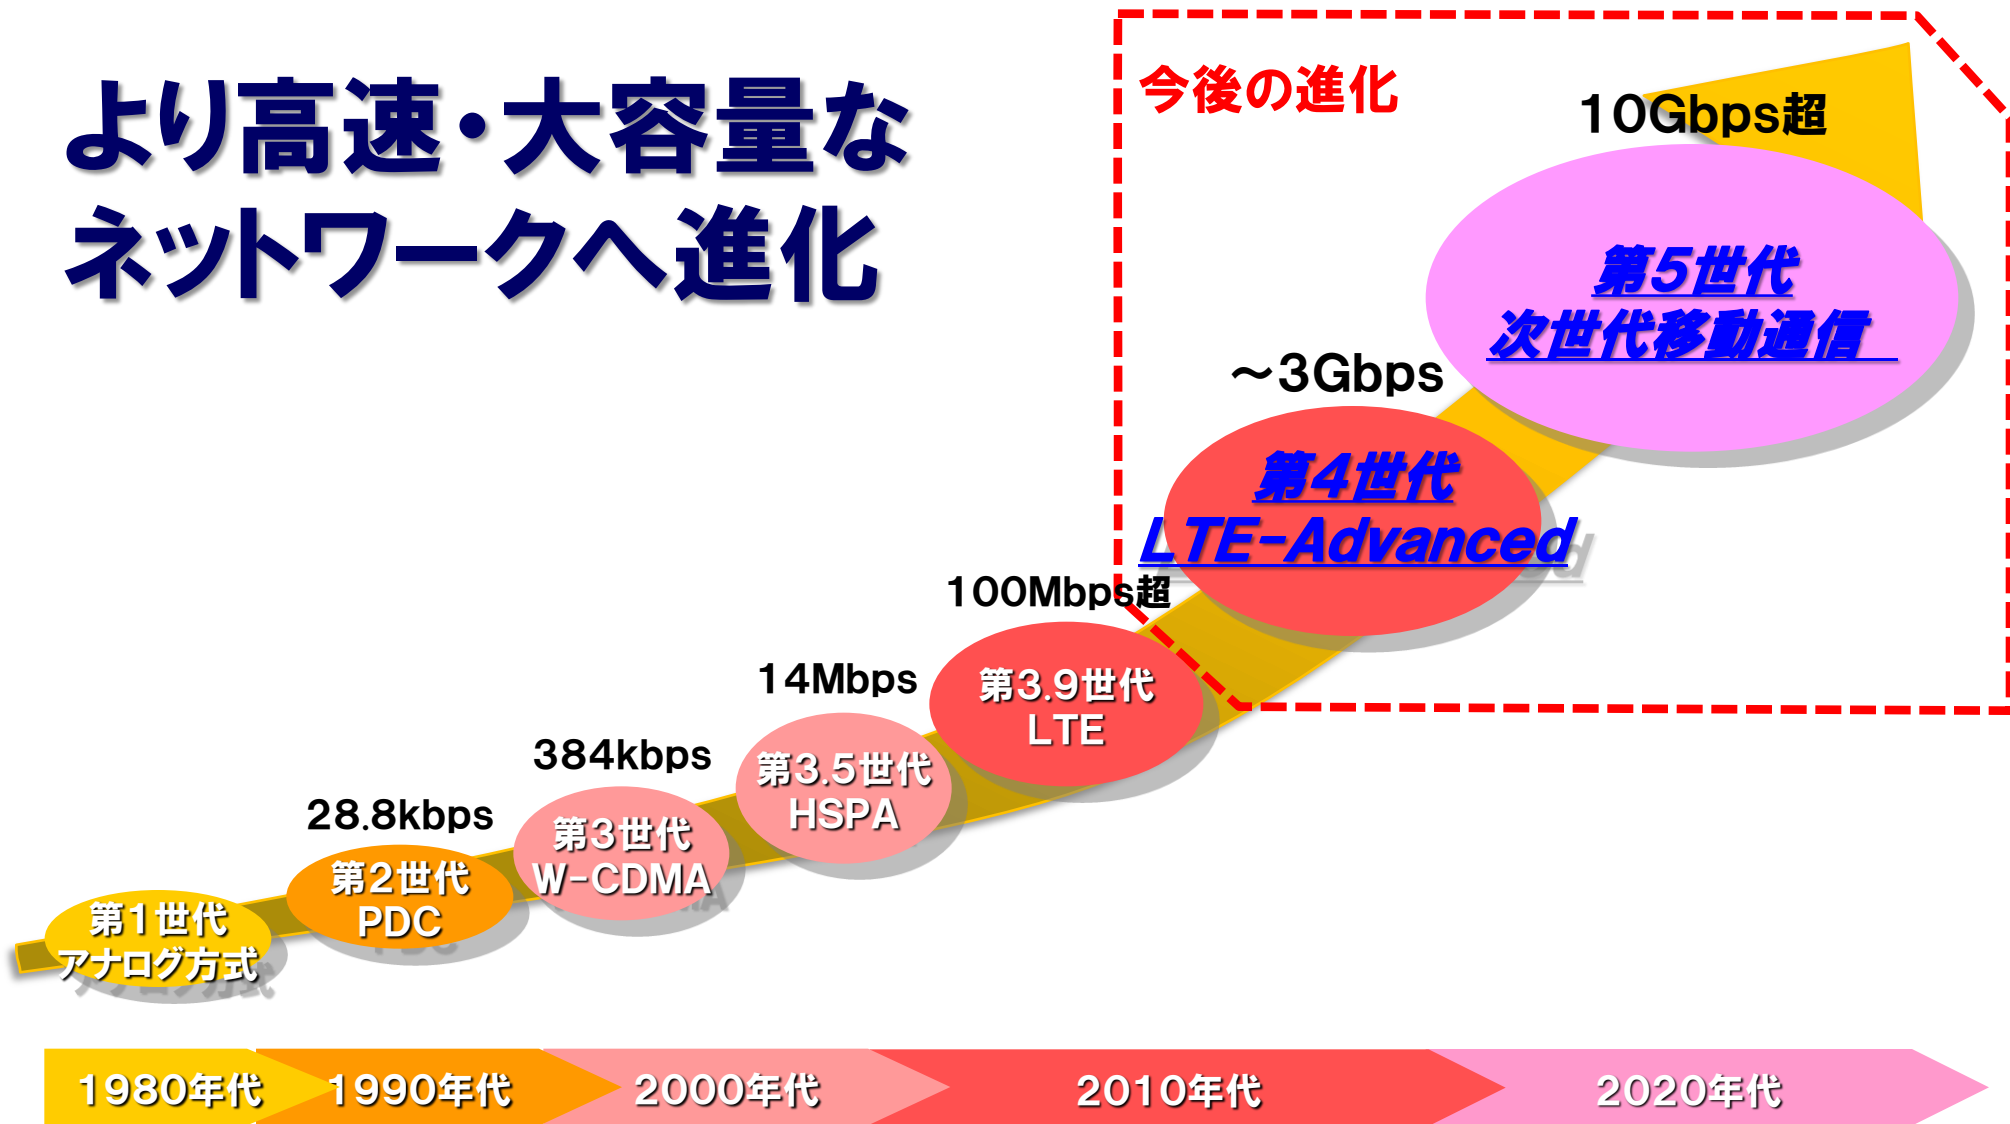 より高速・大容量な
ネットワークへ進化
今後の進化
10Gbps超
第5世代
次世代移動通信
～3Gbps
第4世代
LTE-Advanced
100Mbps超
第3.9世代
LTE
14Mbps
第3.5世代
HSPA
384kbps
第3世代
W-CDMA
28.8kbps
第2世代
PDC
第1世代
アナログ方式
1980年代
1990年代
2000年代
2010年代
2020年代